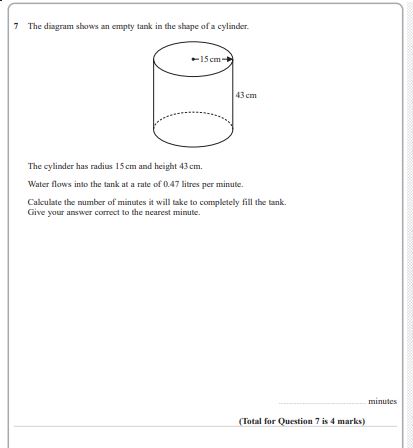 7 The diagram shows an empty tank in the shape of a cylinder.
15 cm
43 cm
The cylinder has radius 15 cm and height 43 cm.
Water flows into the tank at a rate of 0.47 litres per minute.
Calculate the number of minutes it will take to completely fill the tank.
Give your answer correct to the nearest minute.
minutes
(Total for Question 7 is 4 marks)